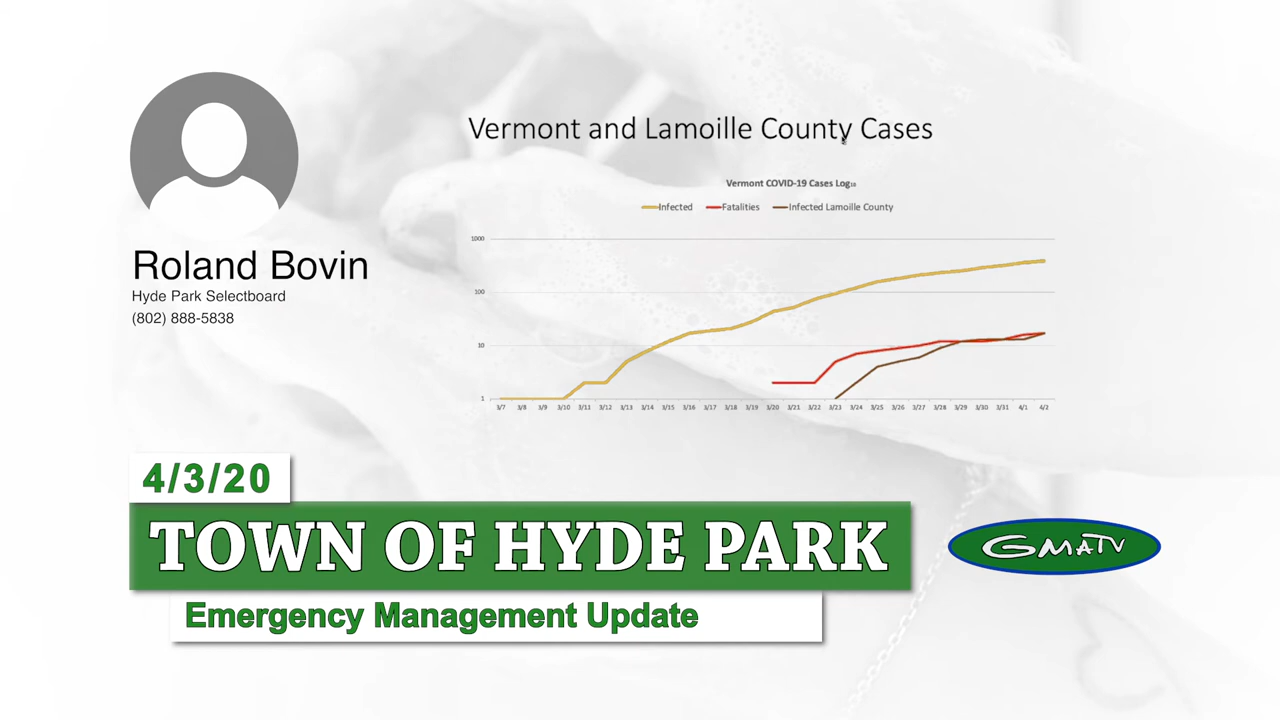 Roland Bovin
Hyde Park Selectboard
(802) 888-5838
Vermont and Lamoille County Cases
Vermont COVID-19 Cases Log₁₀
Infected Fatalities Infected Lamoille County
1000
100
10
1
3/7 3/8 3/9 3/10 3/11 3/12 3/13 3/14 3/15 3/16 3/17 3/18 3/19 3/20 3/21 3/22 3/23 3/24 3/25 3/26 3/27 3/28 3/29 3/30 3/31 4/1 4/2
4/3/20
TOWN OF HYDE PARK
GMATV
Emergency Management Update